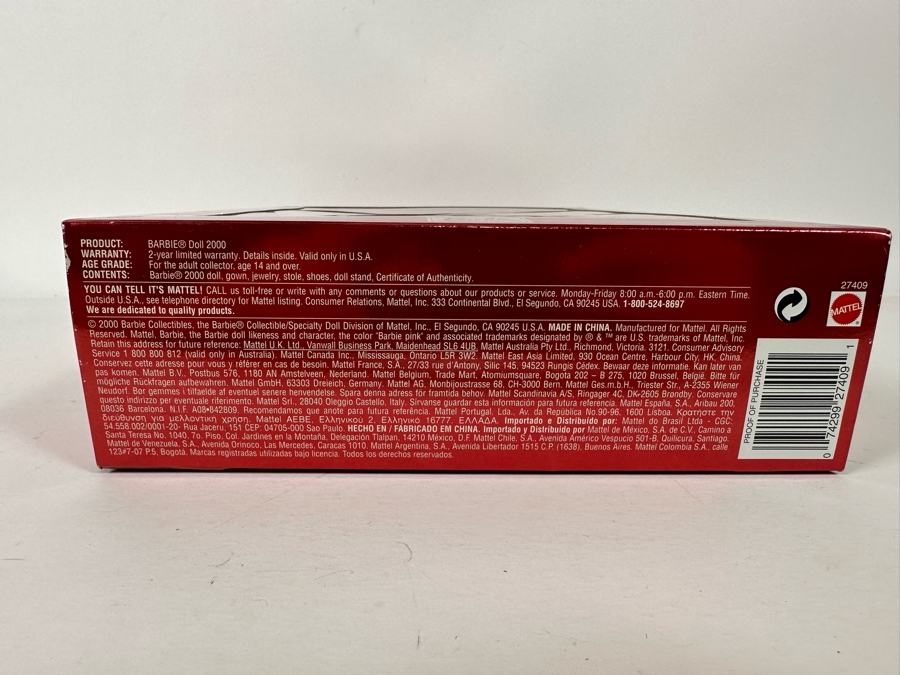 PRODUCT: BARBIE® Doll 2000
WARRANTY: 2-year limited warranty. Details inside. Valid only in U.S.A.
AGE GRADE: For the adult collector, age 14 and over.
CONTENTS: Barbie® 2000 doll, gown, jewelry, stole, shoes, doll stand, Certificate of Authenticity.
YOU CAN TELL IT'S MATTEL! CALL us toll-free or write with any comments or questions about our products or service. Monday-Friday 8:00 a.m.-6:00 p.m. Eastern Time.
Outside U.S.A., see telephone directory for Mattel listing. Consumer Relations, Mattel, Inc. 333 Continental Blvd., El Segundo, CA 90245 USA. 1-800-524-8697
We are dedicated to quality products.
© 2000 Barbie Collectibles, the Barbie® Collectible/Specialty Doll Division of Mattel, Inc., El Segundo, CA 90245 U.S.A. MADE IN CHINA. Manufactured for Mattel. All Rights
Reserved. Mattel, Barbie, the Barbie doll likeness and character, the color "Barbie pink" and associated trademarks designated by ® & ™ are U.S. trademarks of Mattel, Inc.
Retain this address for future reference: Mattel U.K. Ltd., Vanwall Business Park, Maidenhead SL6 4UB. Mattel Australia Pty Ltd., Richmond, Victoria. 3121. Consumer Advisory
Service 1 800 800 812 (valid only in Australia). Mattel Canada Inc., Mississauga, Ontario L5R 3W2. Mattel East Asia Limited, 930 Ocean Centre, Harbour City, HK, China.
Conservez cette adresse pour vous y référer en cas de besoin. Mattel France, S.A., 27/33 rue d'Antony, Silic 145, 94523 Rungis Cédex. Bewaar deze informatie. Kan later van
pas komen. Mattel B.V., Postbus 576, 1180 AN Amstelveen, Nederland. Mattel Belgium, Trade Mart, Atomiumsquare, Bogota 202 – B 275, 1020 Brussel, België. Bitte für
mögliche Rückfragen aufbewahren. Mattel GmbH, 63303 Dreieich, Germany. Mattel AG. Monbijoustrasse 68, CH-3000 Bern. Mattel Ges.m.b.H., Triester Str., A-2355 Wiener
Neudorf. Bør gemmes i tilfælde af eventuel senere henvendelse. Spara denna adress för framtida behov. Mattel Scandinavia A/S, Ringager 4C, DK-2605 Brøndby. Conservare
questo indirizzo per eventuale riferimento. Mattel Srl., 28040 Oleggio Castello, Italy. Sirvanse guardar esta información para futura referencia. Mattel España, S.A., Aribau 200,
08036 Barcelona. N.I.F. A08•842809. Recomendamos que anote para futura referência. Mattel Portugal, Lda., Av. da República No.90-96, 1600 Lisboa. Κρατήστε την
διεύθυνση για μελλοντική χρήση. Mattel AEBE, Ελληνικού 2, Ελληνικό 16777, ΕΛΛΑΔΑ. Importado e Distribuido por: Mattel do Brasil Ltda - CGC:
54.558.002/0001-20- Rua Jaceru, 151 CEP. 04705-000 Sao Paulo. HECHO EN / FABRICADO EM CHINA. Importado y Distribuido por Mattel de México, S.A. de C.V., Camino a
Santa Teresa No. 1040, 7o. Piso, Col. Jardines en la Montaña, Delegación Tlalpan, 14210 México, D.F. Mattel Chile, S.A., Avenida Américo Vespucio 501-B, Quilicura, Santiago.
Mattel de Venezuela, S.A., Avenida Orinoco, Las Mercedes, Caracas 1010. Mattel Argentina, S.A., Avenida Libertador 1515 C.P. (1638), Buenos Aires. Mattel Colombia S.A., calle
123#7-07 P.5, Bogotá. Marcas registradas utilizadas bajo licencia. Todos los derechos reservados.
27409
MATTEL
PROOF OF PURCHASE
0 74299 27409 1